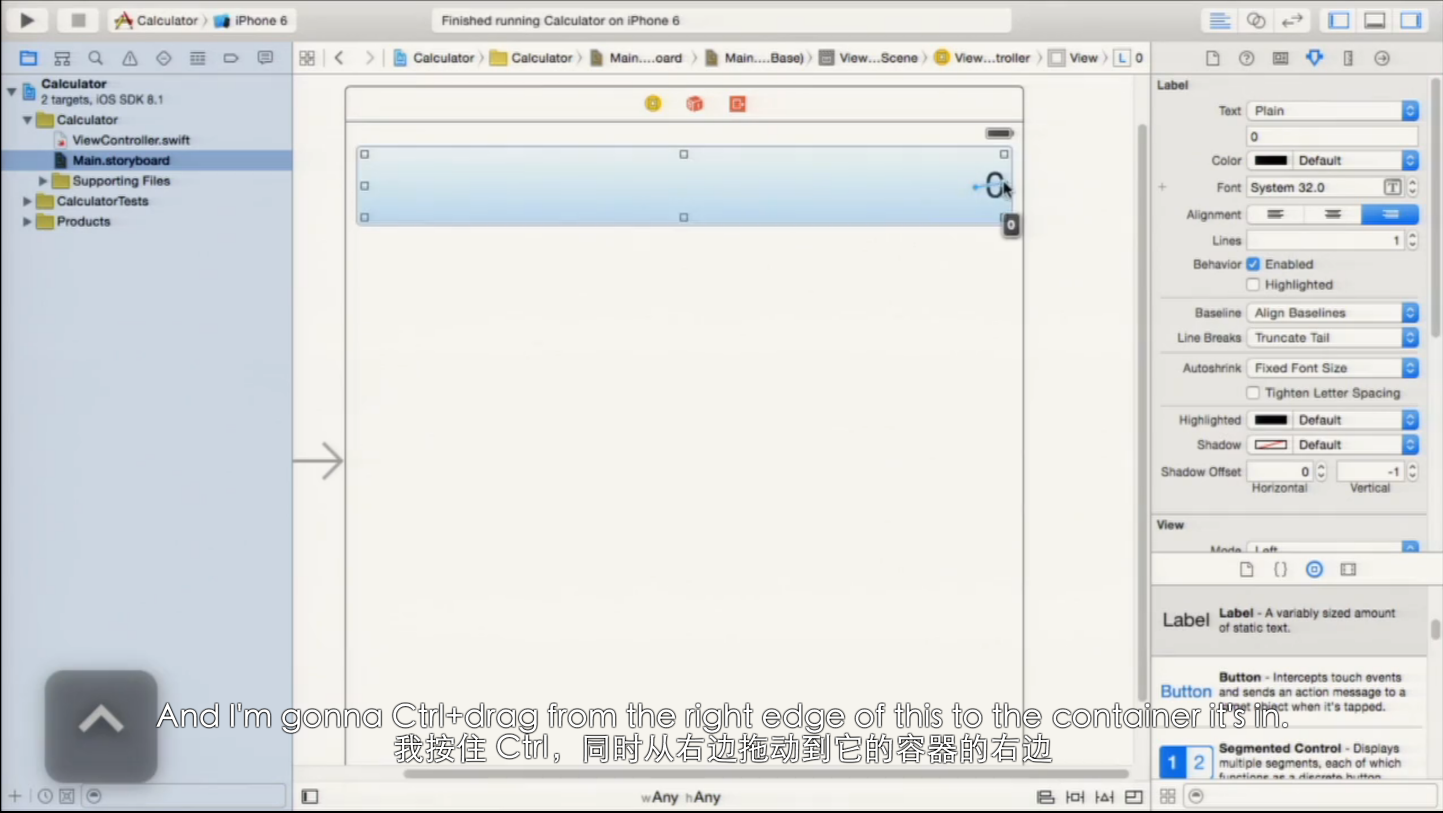 Calculator
iPhone 6
Finished running Calculator on iPhone 6
Calculator
Calculator
Main....oard
Main....Base)
View...Scene
View...troller
View
L 0
Calculator
2 targets, iOS SDK 8.1
Calculator
ViewController.swift
Main.storyboard
Supporting Files
CalculatorTests
Products
0
0
Label
Text Plain
0
Color Default
Font System 32.0
Alignment
Lines 1
Behavior Enabled
Highlighted
Baseline Align Baselines
Line Breaks Truncate Tail
Autoshrink Fixed Font Size
Tighten Letter Spacing
Highlighted Default
Shadow Default
Shadow Offset 0 -1
Horizontal Vertical
View
Mode Left
Label Label - A variably sized amount
of static text.
Button Button - Intercepts touch events
and sends an action message to a
target object when it's tapped.
1 2 Segmented Control - Displays
multiple segments, each of which
functions as a discrete button.
And I'm gonna Ctrl+drag from the right edge of this to the container it's in.
我按住 Ctrl，同时从右边拖动到它的容器的右边
wAny hAny